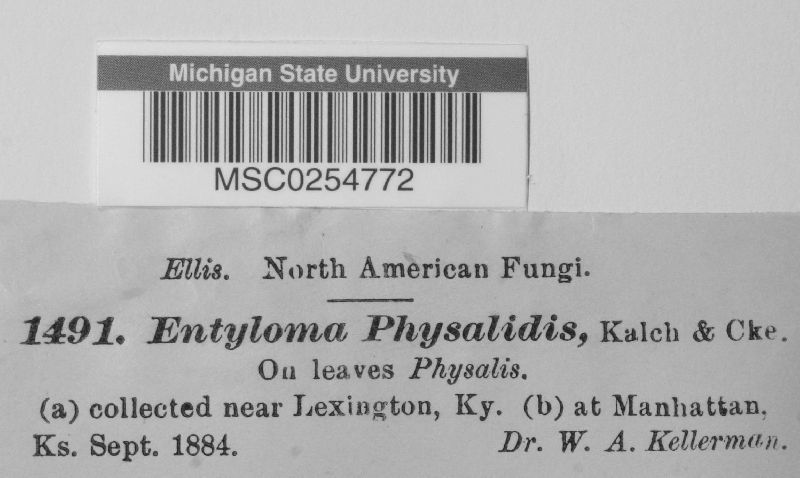 Michigan State University
MSC0254772
Ellis. North American Fungi.
1491. Entyloma Physalidis, Kalch & Cke.
On leaves Physalis.
(a) collected near Lexington, Ky. (b) at Manhattan,
Ks. Sept. 1884. Dr. W. A. Kellerman.